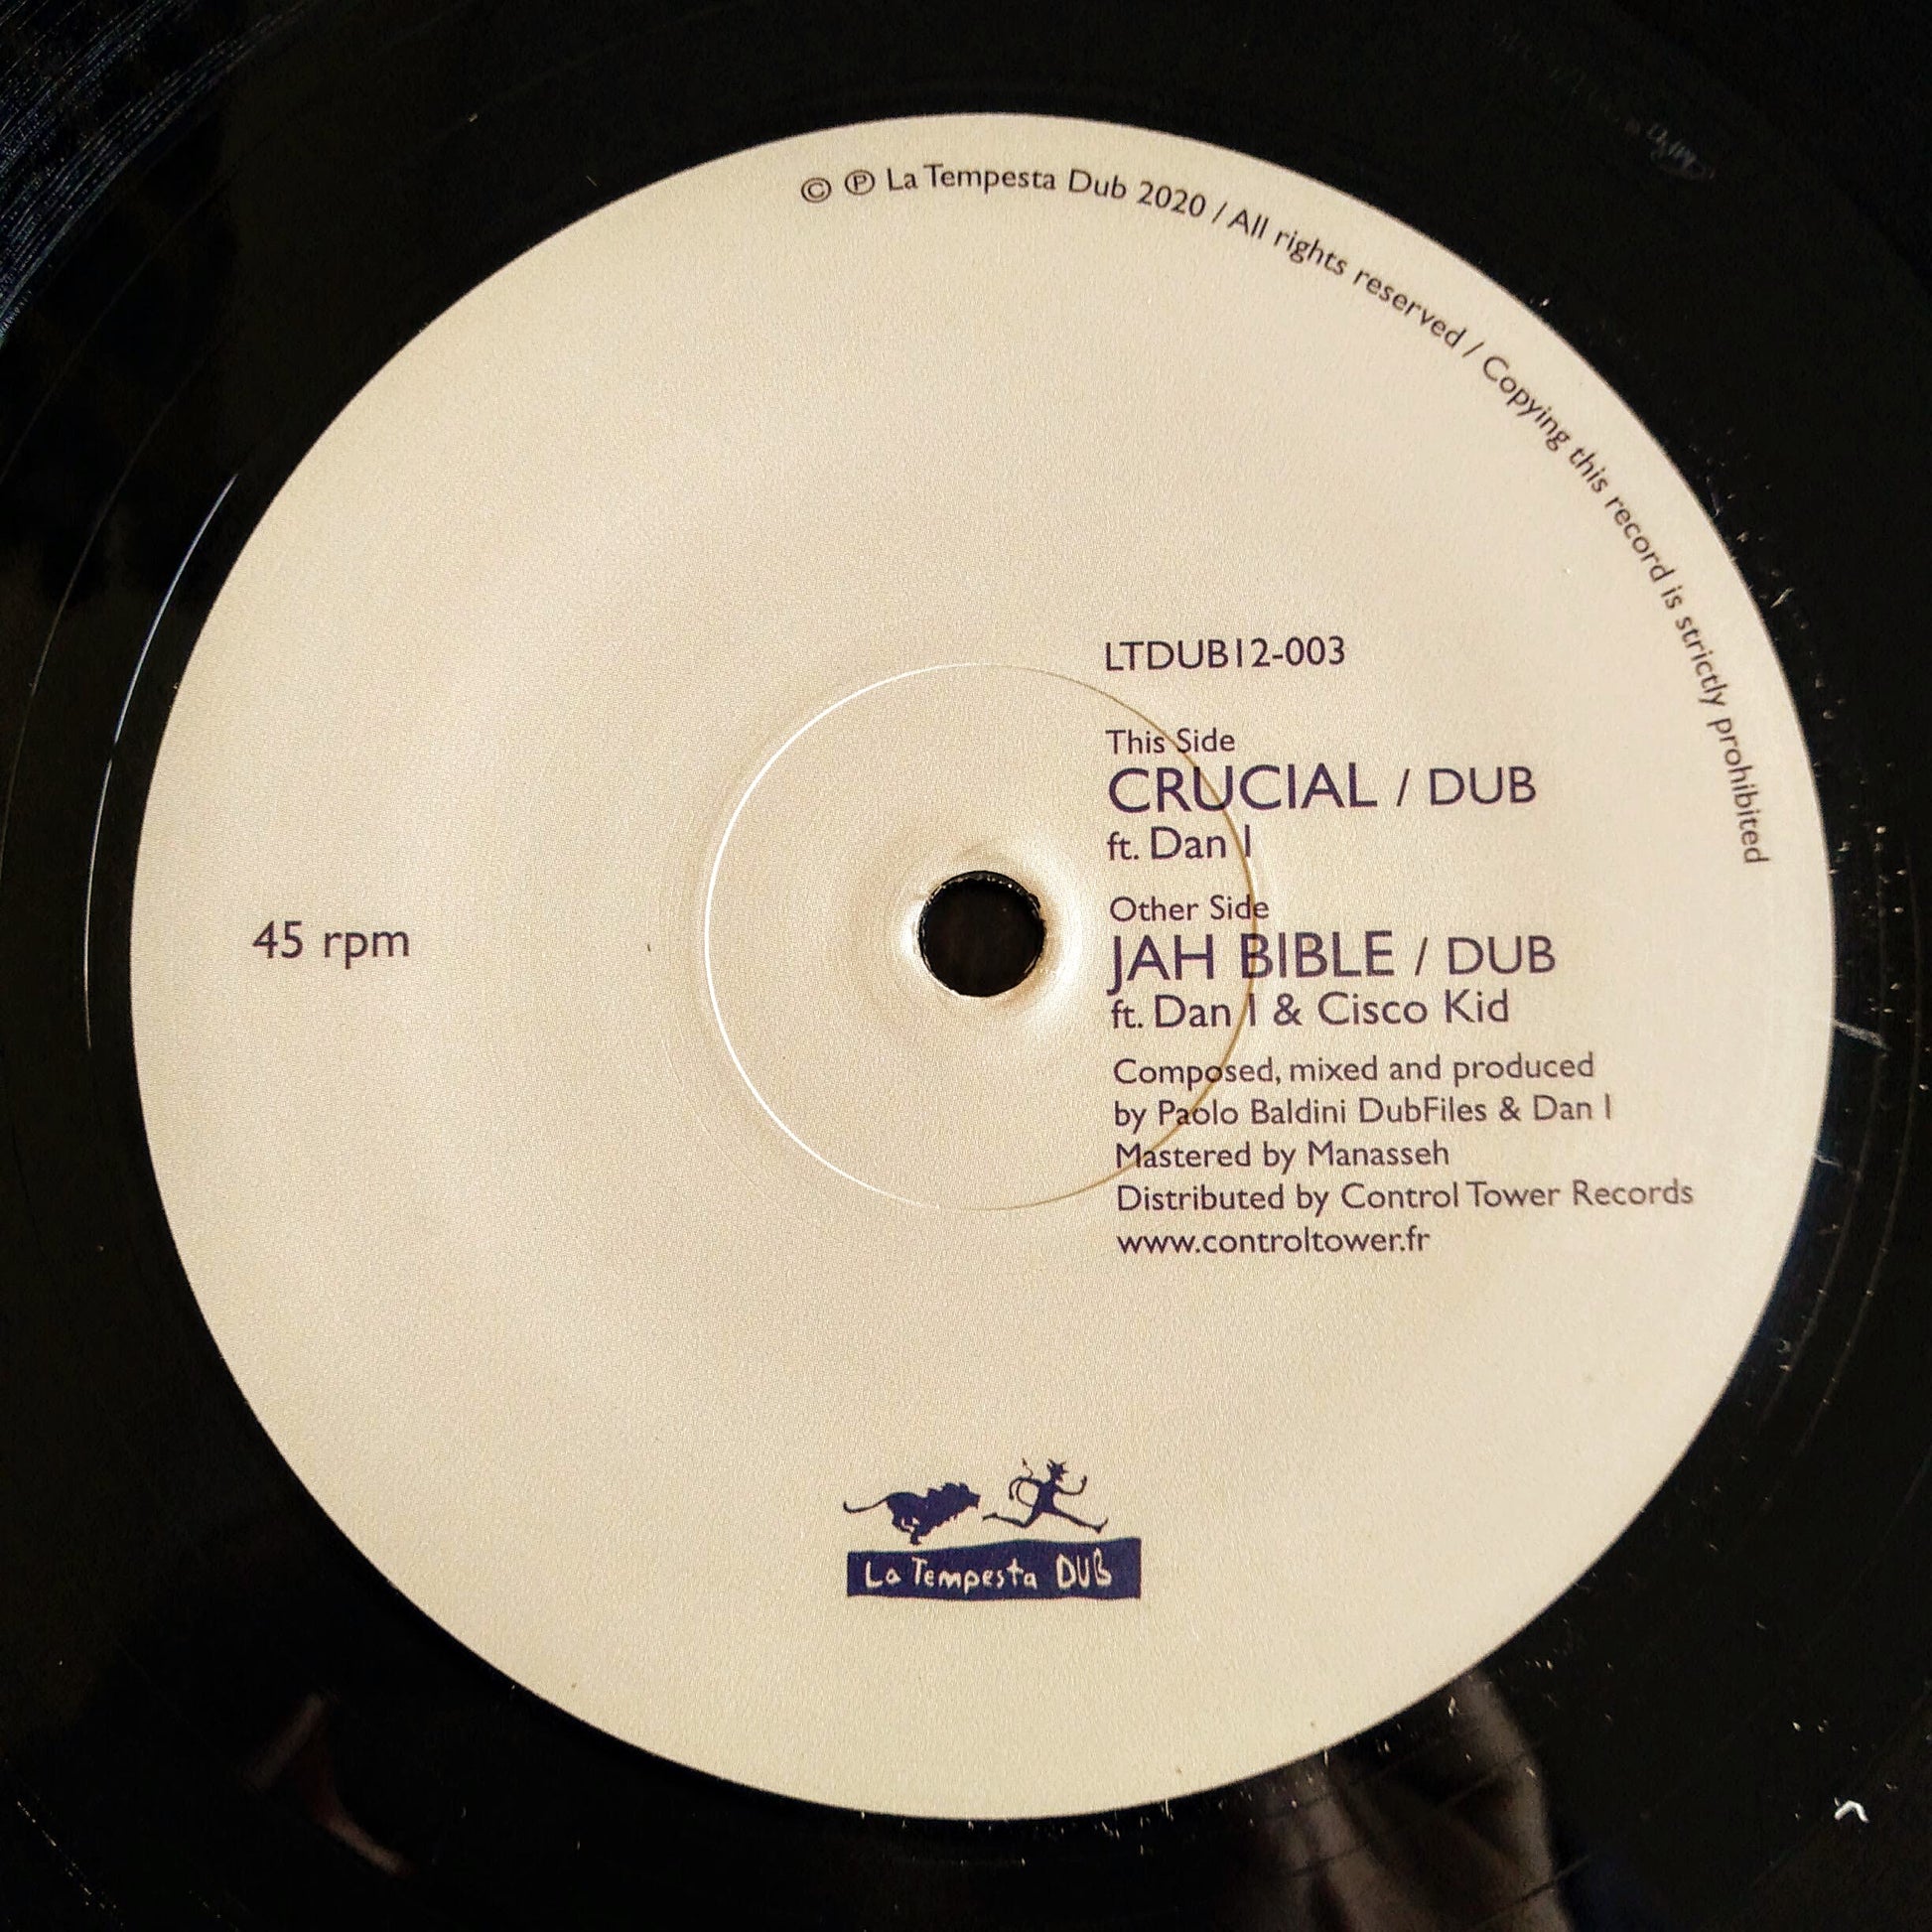 © ℗ La Tempesta Dub 2020 / All rights reserved / Copying this record is strictly prohibited
LTDUB12-003
This Side
CRUCIAL / DUB
ft. Dan I
45 rpm
Other Side
JAH BIBLE / DUB
ft. Dan I & Cisco Kid
Composed, mixed and produced
by Paolo Baldini DubFiles & Dan I
Mastered by Manasseh
Distributed by Control Tower Records
www.controltower.fr
La Tempesta DUB